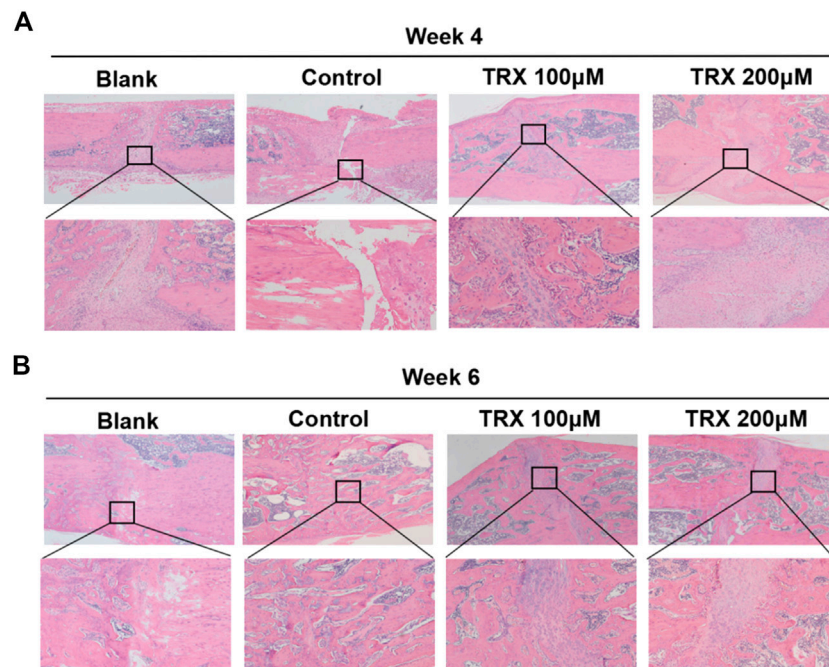 A
Week 4
Blank Control TRX 100μM TRX 200μM
B
Week 6
Blank Control TRX 100μM TRX 200μM